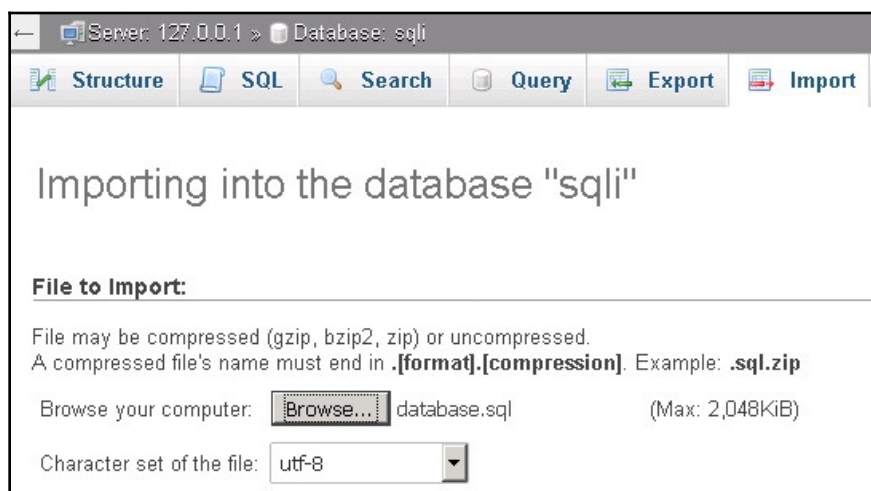 ← Server: 127.0.0.1 » Database: sqli
Structure SQL Search Query Export Import
Importing into the database "sqli"
File to Import:
File may be compressed (gzip, bzip2, zip) or uncompressed.
A compressed file's name must end in .[format].[compression]. Example: .sql.zip
Browse your computer: Browse... database.sql (Max: 2,048KiB)
Character set of the file: utf-8